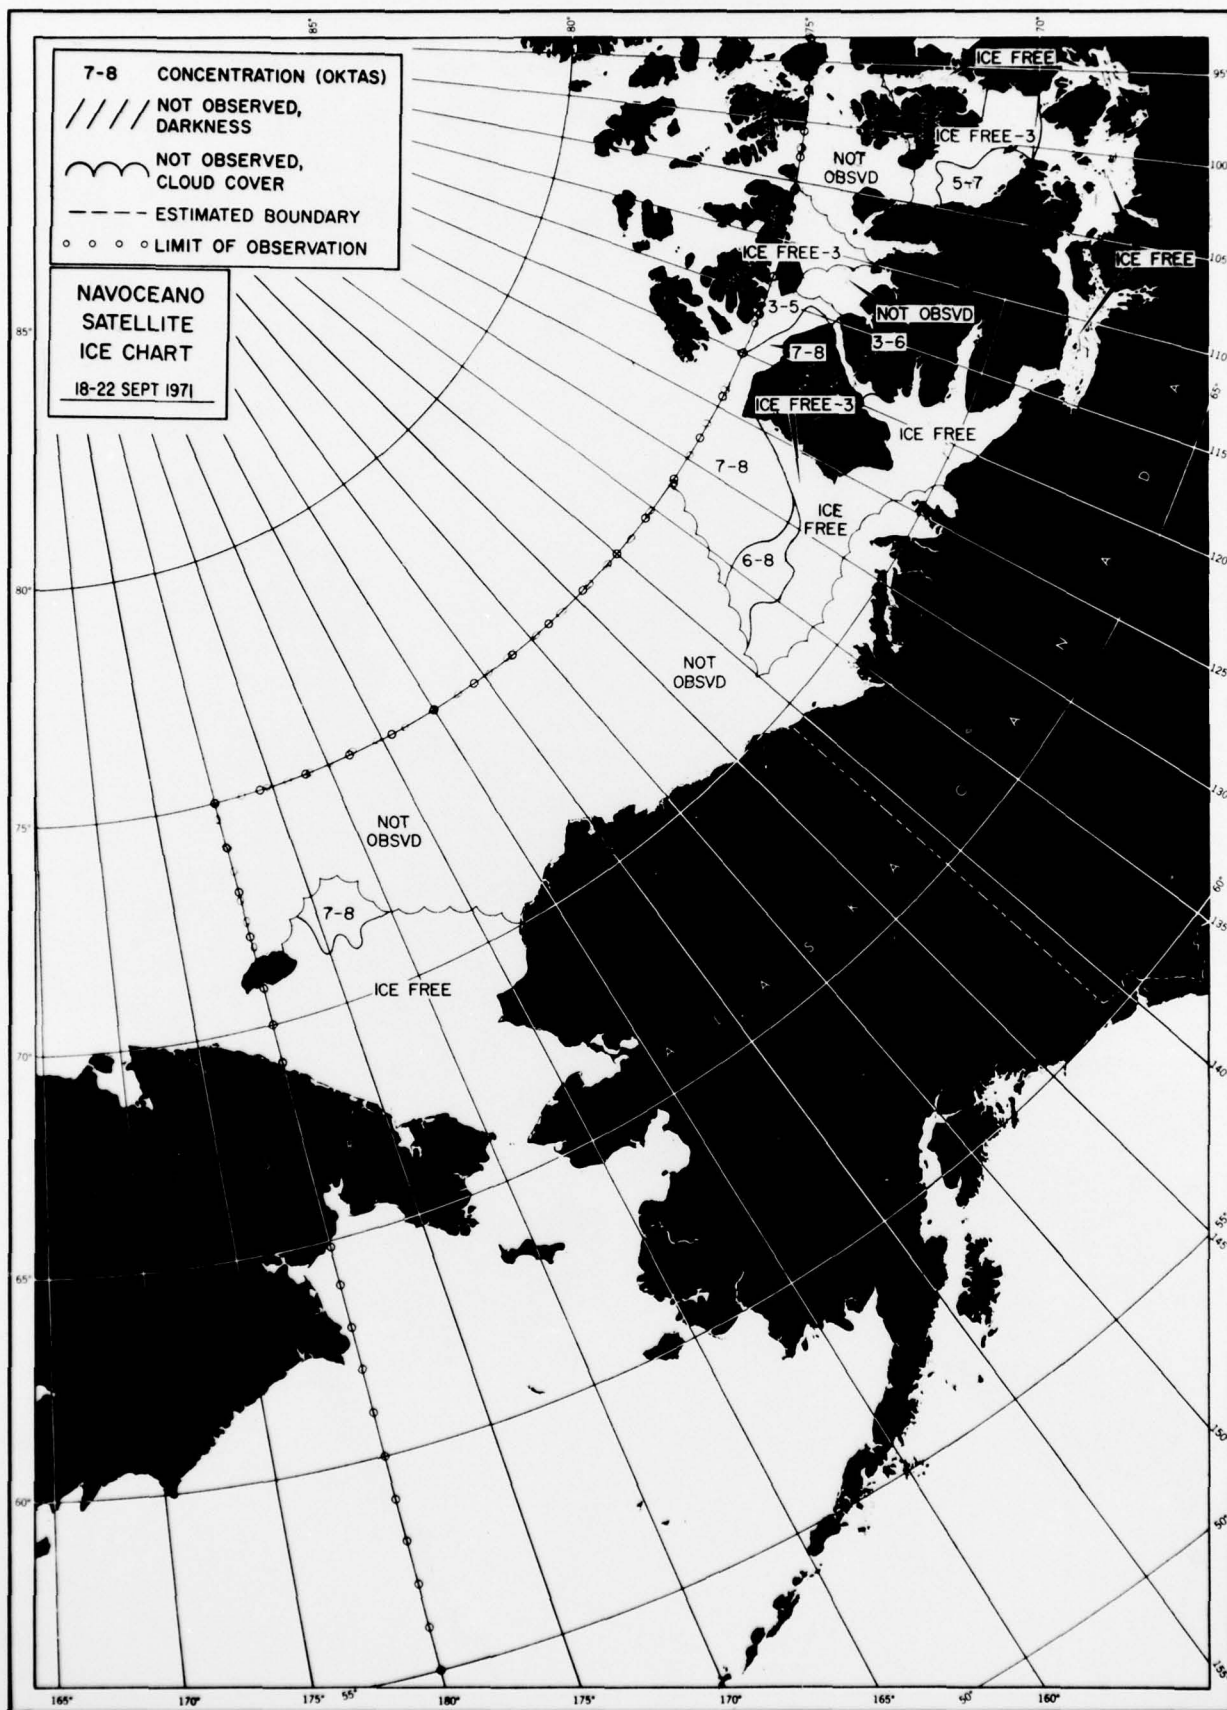 85°
80°
75°
70°
7-8 CONCENTRATION (OKTAS)
NOT OBSERVED,
DARKNESS
NOT OBSERVED,
CLOUD COVER
ESTIMATED BOUNDARY
LIMIT OF OBSERVATION
NAVOCEANO
SATELLITE
ICE CHART
18-22 SEPT 1971
ICE FREE
95°
ICE FREE-3
NOT
OBSVD
5-7
100°
ICE FREE-3
ICE FREE
105°
3-5
NOT OBSVD
85°
7-8
3-6
110°
65°
ICE FREE-3
ICE FREE
115°
7-8
ICE
FREE
120°
6-8
80°
NOT
OBSVD
125°
CANADA
130°
75°
NOT
OBSVD
60°
135°
7-8
ALASKA
ICE FREE
70°
140°
55°
145°
65°
150°
60°
50°
155°
165°
170°
175°
55°
180°
175°
170°
165°
50°
160°